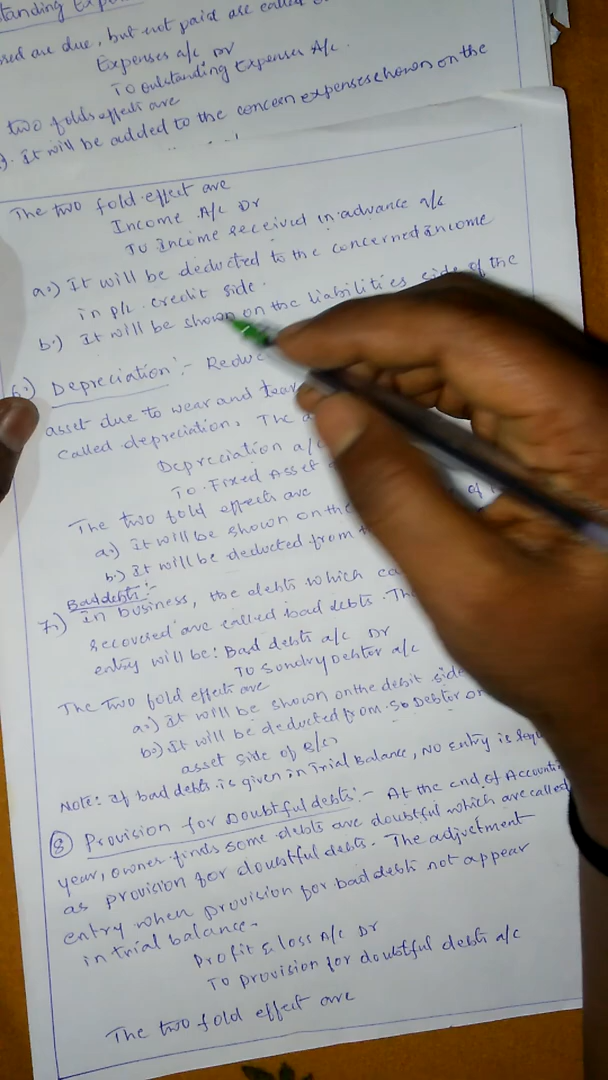 tanding Exp
sed are due, but not paid are called
Expenses a/c Dr
To outstanding Expenses A/c.
Two folds effects are
). It will be added to the concern expenses shown on the
The two fold effect are
Income A/c Dr
To Income received in advance a/c
a.) It will be deducted to the concerned income
in p/L credit side.
b.) It will be shown on the liabilities side of the
6.) Depreciation :- Reduc
asset due to wear and tear
called depreciation. The a
Depreciation a/c
To Fixed Asset
The two fold effects are
a.) It will be shown on the of
b.) It will be deducted from t
Bad debts :-
7.) In business, the debts which ca
recovered are called bad debts. Th
entry will be: Bad debts a/c Dr
To Sundry Debtor a/c
The two fold effects are
a.) It will be shown on the debit side
b.) It will be deducted from So Debtor on
asset side of B/s
Note: If bad debts is given in Trial Balance, No entry is requ
8 Provision for Doubtful debts :- At the end of Accounti
year, owner finds some debts are doubtful which are called
as provision for doubtful debts. The adjustment
entry when provision for bad debts not appear
in trial balance.
Profit & Loss A/c Dr
To provision for doubtful debts a/c
The two fold effect are